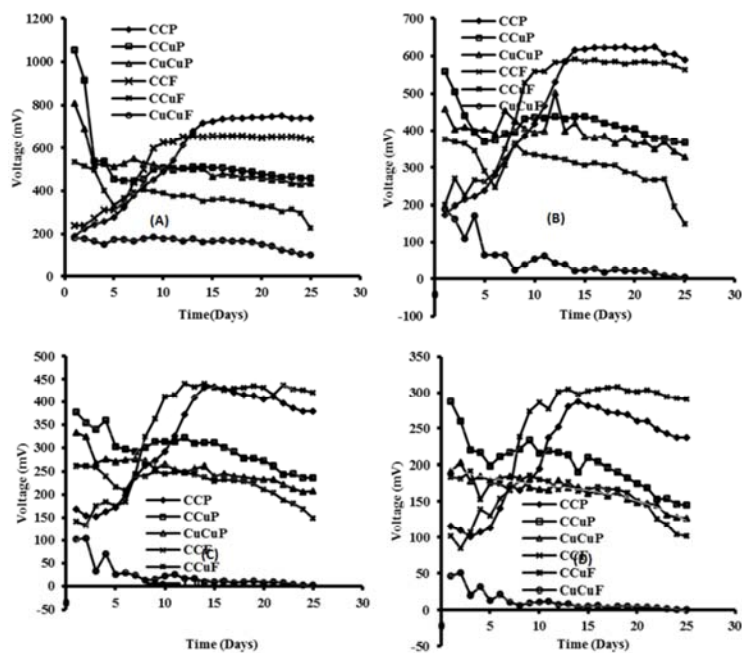 1200
1000
800
600
400
200
0
Voltage (mV)
CCP
CCuP
CuCuP
CCF
CCuF
CuCuF
(A)
0 5 10 15 20 25 30
Time(Days)
700
600
500
400
300
200
100
0
-100
Voltage (mV)
CCP
CCuP
CuCuP
CCF
CCuF
CuCuF
(B)
0 5 10 15 20 25 30
Time(Days)
500
450
400
350
300
250
200
150
100
50
0
-50
Voltage (mV)
CCP
CCuP
CuCuP
CCF
CCuF
(C)
0 5 10 15 20 25 30
Time (Days)
350
300
250
200
150
100
50
0
-50
Voltage (mV)
CCP
CCuP
CuCuP
CCF
CCuF
CuCuF
(D)
0 5 10 15 20 25 30
Time (Days)